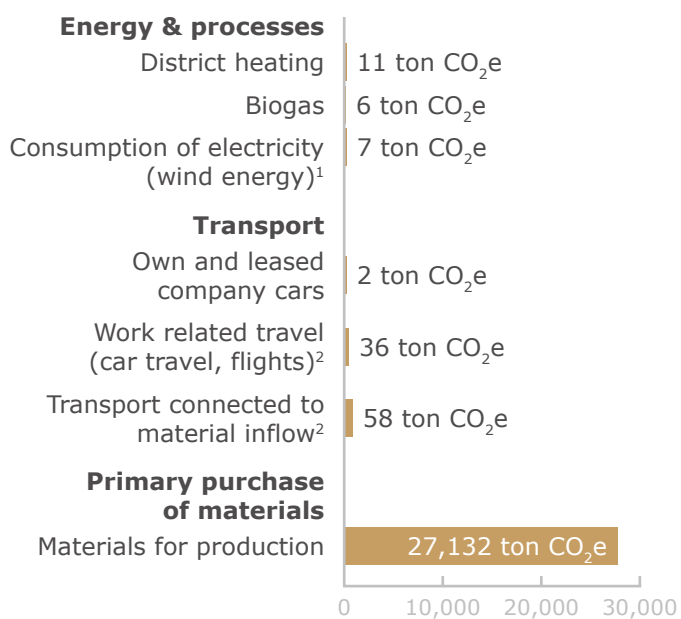 Energy & processes
District heating 11 ton CO₂e
Biogas 6 ton CO₂e
Consumption of electricity 7 ton CO₂e
(wind energy)¹
Transport
Own and leased
company cars 2 ton CO₂e
Work related travel
(car travel, flights)² 36 ton CO₂e
Transport connected to
material inflow² 58 ton CO₂e
Primary purchase
of materials
Materials for production 27,132 ton CO₂e
0 10,000 20,000 30,000